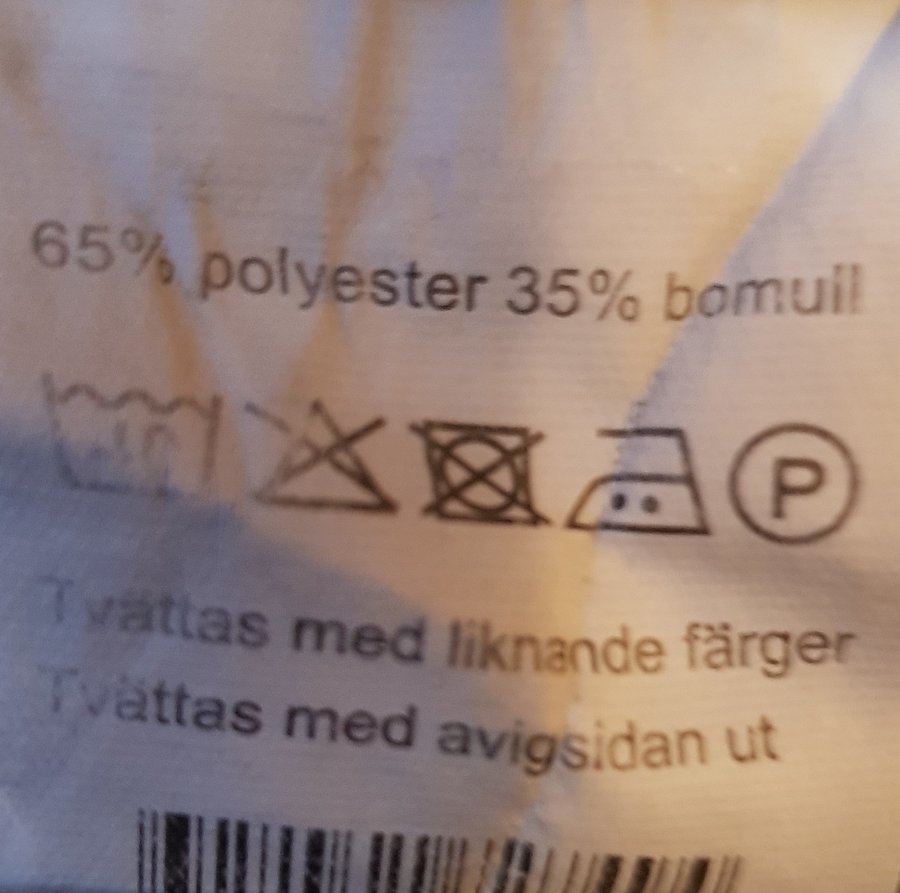 65% polyester 35% bomull
P
Tvättas med liknande färger
Tvättas med avigsidan ut